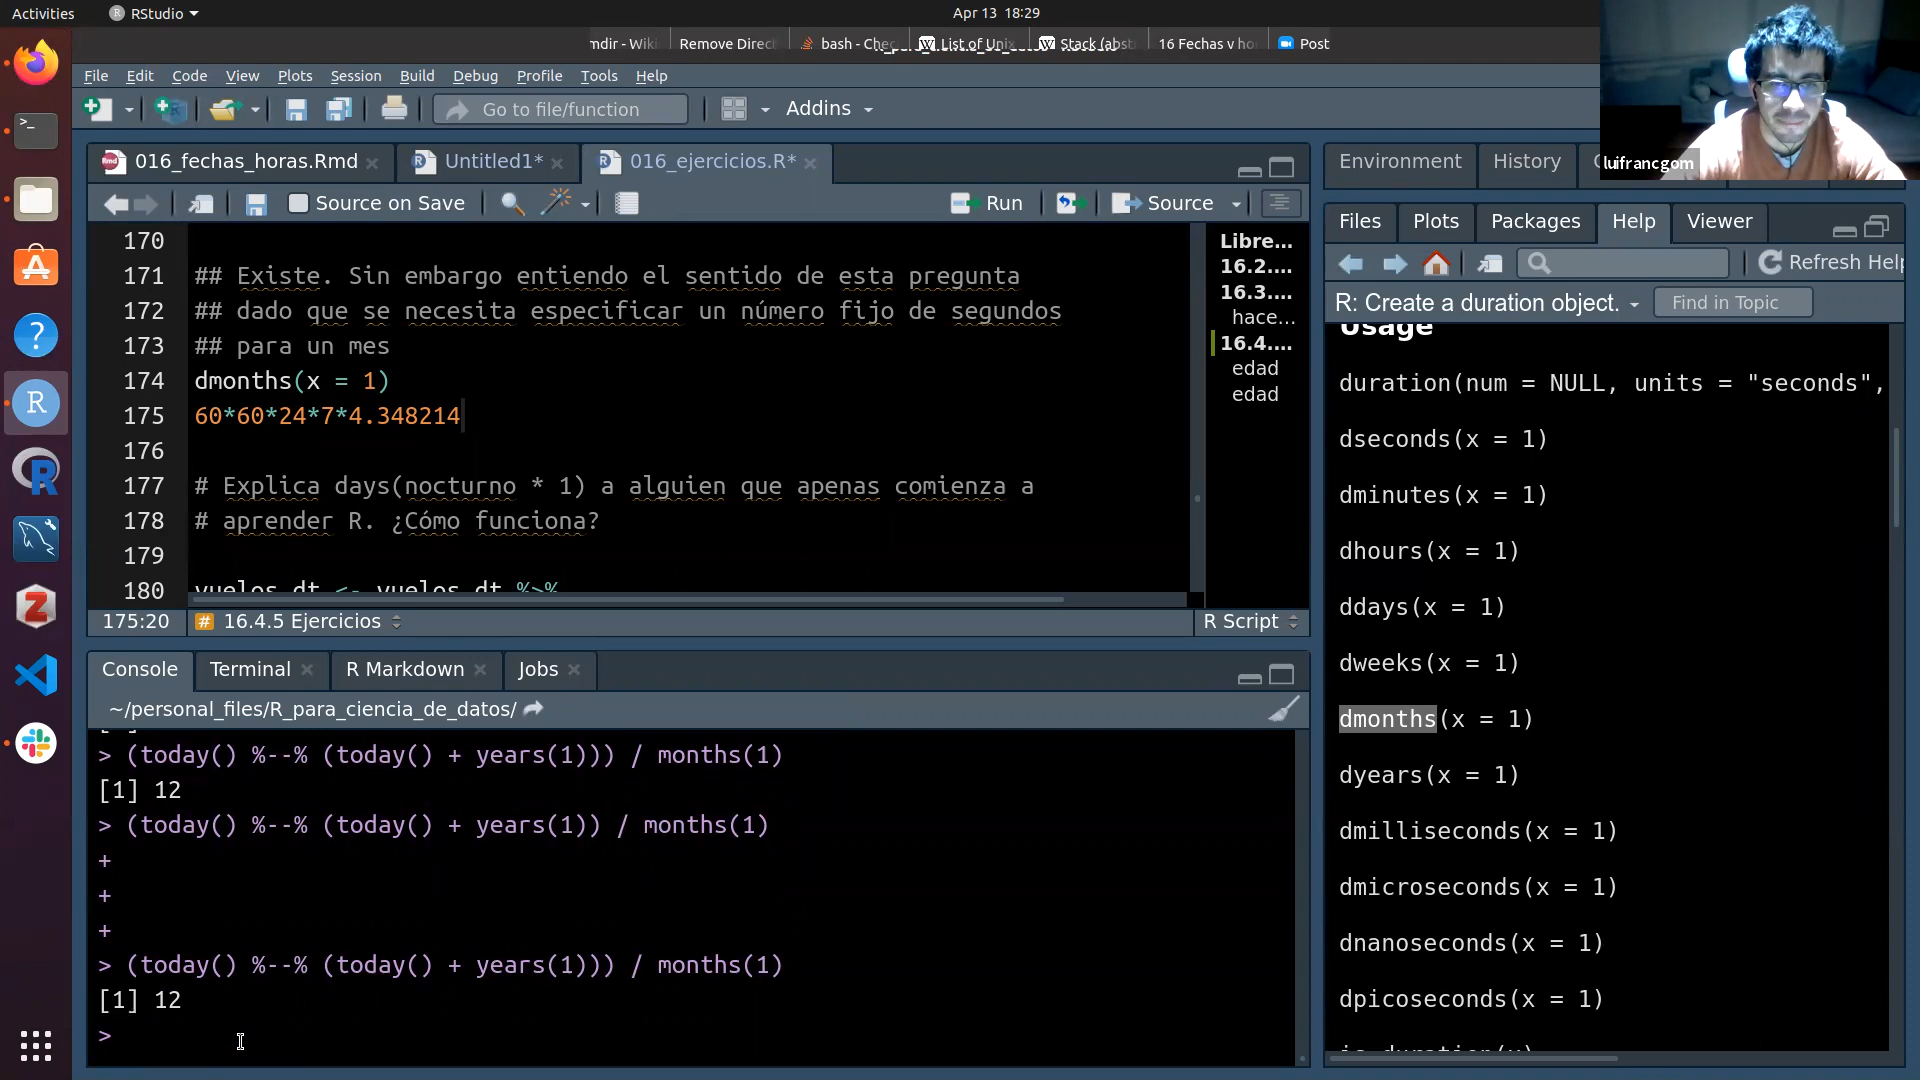 Activities
RStudio
Apr 13 18:29
mdir - Wiki
Remove Direc
bash - Chec
List of Unix
Stack (abst
16 Fechas y ho
Post
File Edit Code View Plots Session Build Debug Profile Tools Help
Go to file/function
Addins
luifrancgom
016_fechas_horas.Rmd
Untitled1*
016_ejercicios.R*
Source on Save
Run
Source
170
171 ## Existe. Sin embargo entiendo el sentido de esta pregunta
172 ## dado que se necesita especificar un número fijo de segundos
173 ## para un mes
174 dmonths(x = 1)
175 60*60*24*7*4.348214
176
177 # Explica days(nocturno * 1) a alguien que apenas comienza a
178 # aprender R. ¿Cómo funciona?
179
180 vuelos_dt <- vuelos_dt %>%
Libre...
16.2....
16.3....
hace...
16.4....
edad
edad
175:20
# 16.4.5 Ejercicios
R Script
Console
Terminal
R Markdown
Jobs
~/personal_files/R_para_ciencia_de_datos/
> (today() %--% (today() + years(1))) / months(1)
[1] 12
> (today() %--% (today() + years(1)) / months(1)
+
+
+
> (today() %--% (today() + years(1))) / months(1)
[1] 12
>
Environment
History
Files
Plots
Packages
Help
Viewer
Refresh Help
R: Create a duration object.
Find in Topic
Usage
duration(num = NULL, units = "seconds",
dseconds(x = 1)
dminutes(x = 1)
dhours(x = 1)
ddays(x = 1)
dweeks(x = 1)
dmonths(x = 1)
dyears(x = 1)
dmilliseconds(x = 1)
dmicroseconds(x = 1)
dnanoseconds(x = 1)
dpicoseconds(x = 1)
is.duration(x)